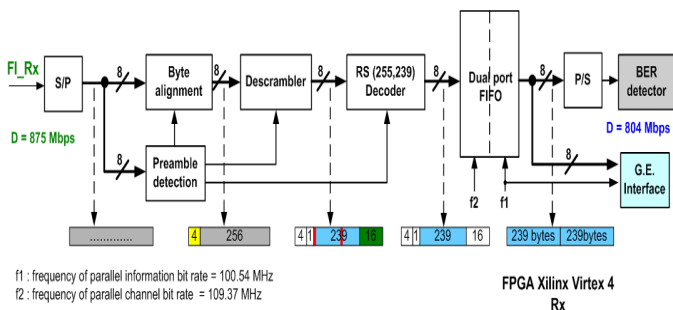 FI_Rx
S/P
8
Byte
alignment
8
Descrambler
8
RS (255,239)
Decoder
8
Dual port
FIFO
8
P/S
BER
detector
D = 875 Mbps
D = 804 Mbps
8
Preamble
detection
8
G.E.
Interface
f2
f1
.............
4 256
4 1 239 16
4 1 239 16
239 bytes 239bytes
f1 : frequency of parallel information bit rate = 100.54 MHz
f2 : frequency of parallel channel bit rate = 109.37 MHz
FPGA Xilinx Virtex 4
Rx